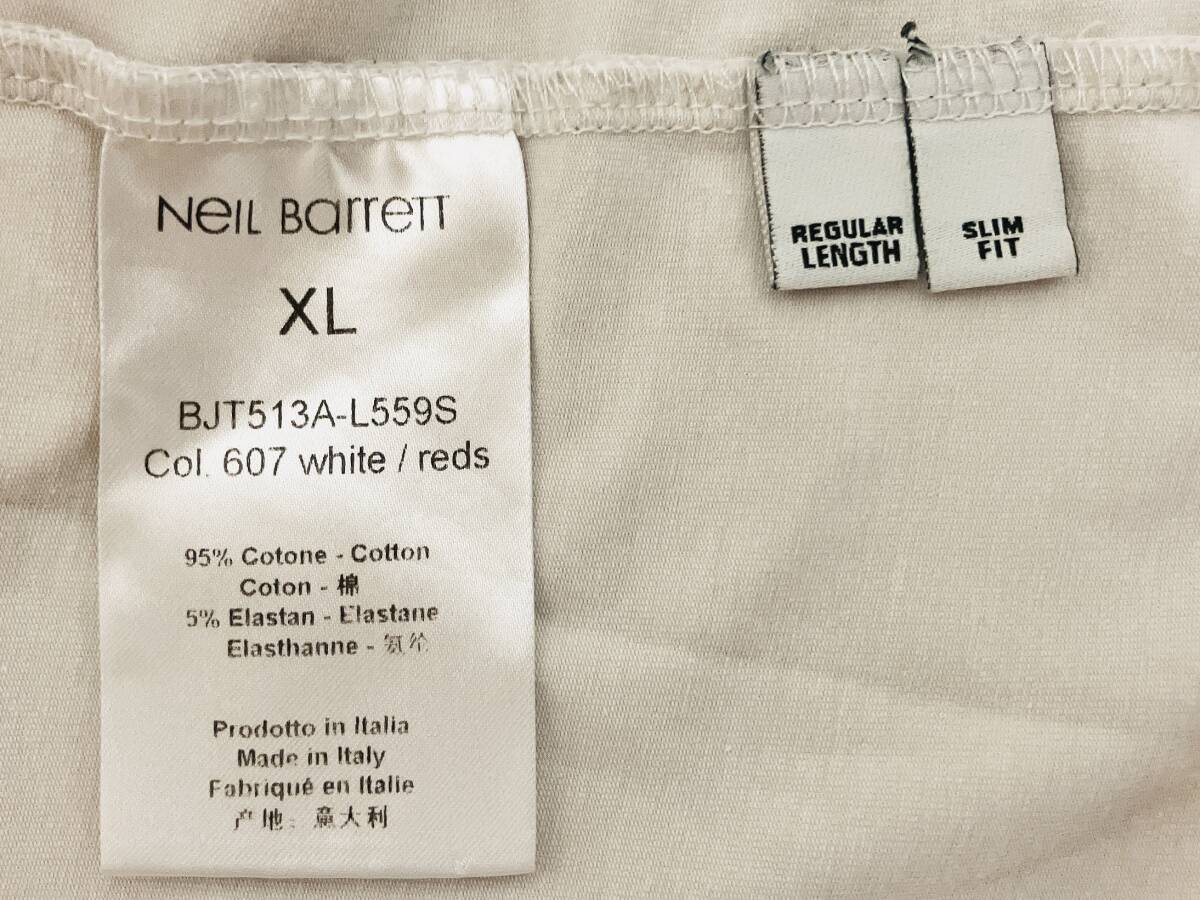 Neil Barrett
XL
BJT513A-L559S
Col. 607 white / reds
95% Cotone - Cotton
Coton - 棉
5% Elastan - Elastane
Elasthanne - 氨纶
Prodotto in Italia
Made in Italy
Fabriqué en Italie
产地: 意大利
REGULAR
LENGTH
SLIM
FIT